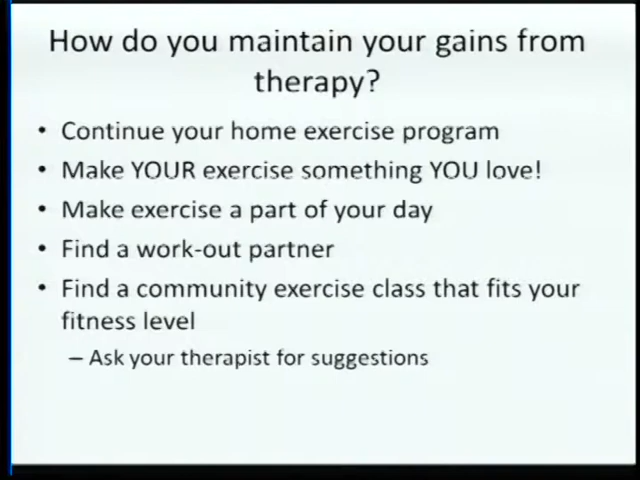 How do you maintain your gains from
therapy?
• Continue your home exercise program
• Make YOUR exercise something YOU love!
• Make exercise a part of your day
• Find a work-out partner
• Find a community exercise class that fits your
fitness level
– Ask your therapist for suggestions